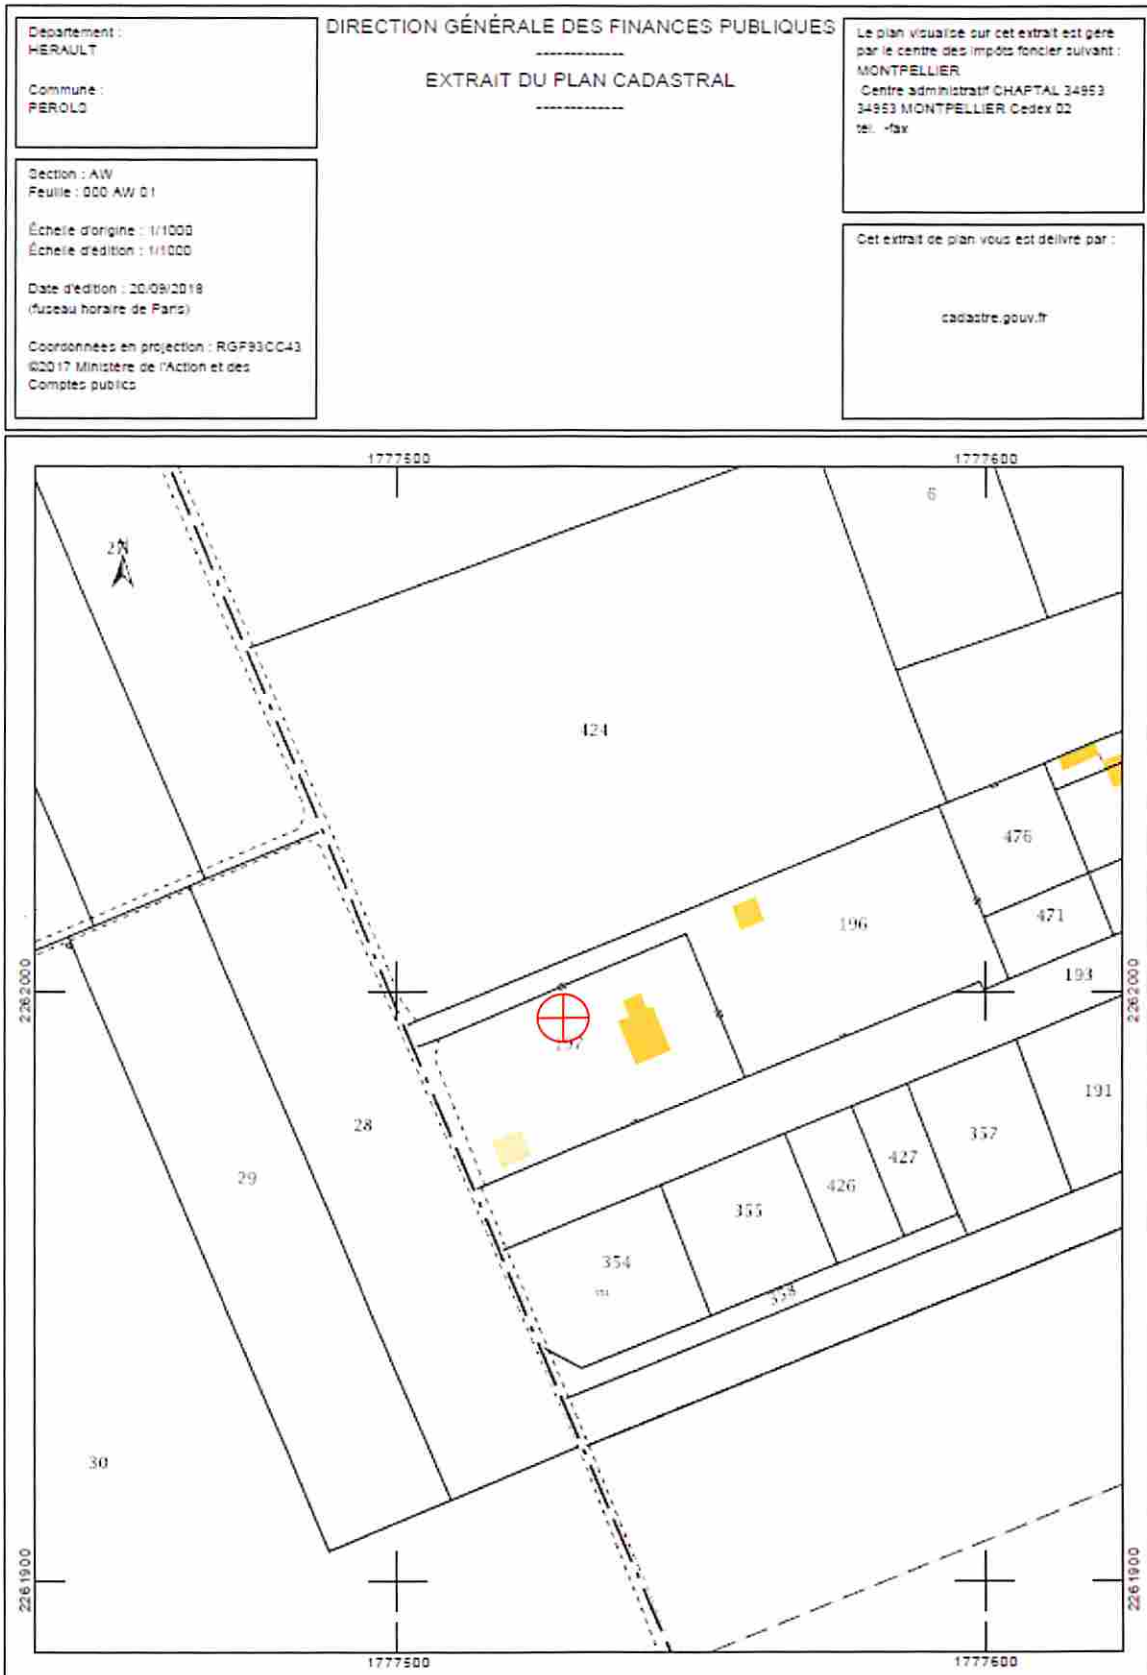 Département :
HERAULT
Commune :
PEROLS
Section : AW
Feuille : 000 AW 01
Échelle d'origine : 1/1000
Échelle d'édition : 1/1000
Date d'édition : 20/09/2018
(fuseau horaire de Paris)
Coordonnées en projection : RGF93CC43
©2017 Ministère de l'Action et des
Comptes publics
DIRECTION GÉNÉRALE DES FINANCES PUBLIQUES
-------------
EXTRAIT DU PLAN CADASTRAL
-------------
Le plan visualisé sur cet extrait est géré
par le centre des impôts foncier suivant :
MONTPELLIER
Centre administratif CHAPTAL 34953
34953 MONTPELLIER Cedex 02
tél. -fax
Cet extrait de plan vous est délivré par :
cadastre.gouv.fr
1777500
1777600
6
N
424
476
196
471
2262000
193
2262000
28
191
29
357
427
426
355
354
358
30
2261900
2261900
1777500
1777600